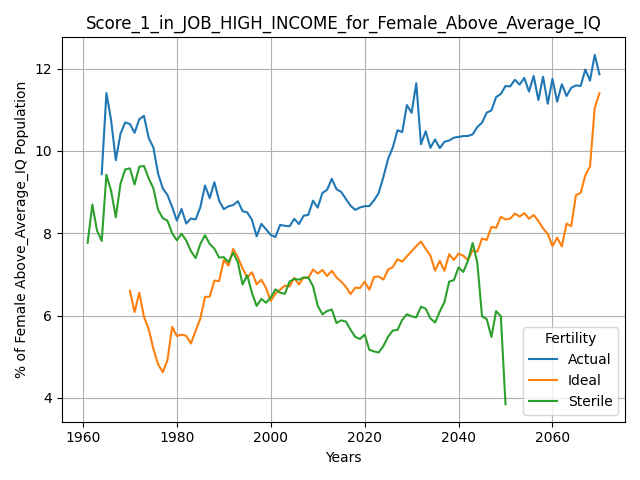 Score_1_in_JOB_HIGH_INCOME_for_Female_Above_Average_IQ
% of Female Above_Average_IQ Population
12
10
8
6
4
1960 1980 2000 2020 2040 2060
Years
Fertility
Actual
Ideal
Sterile